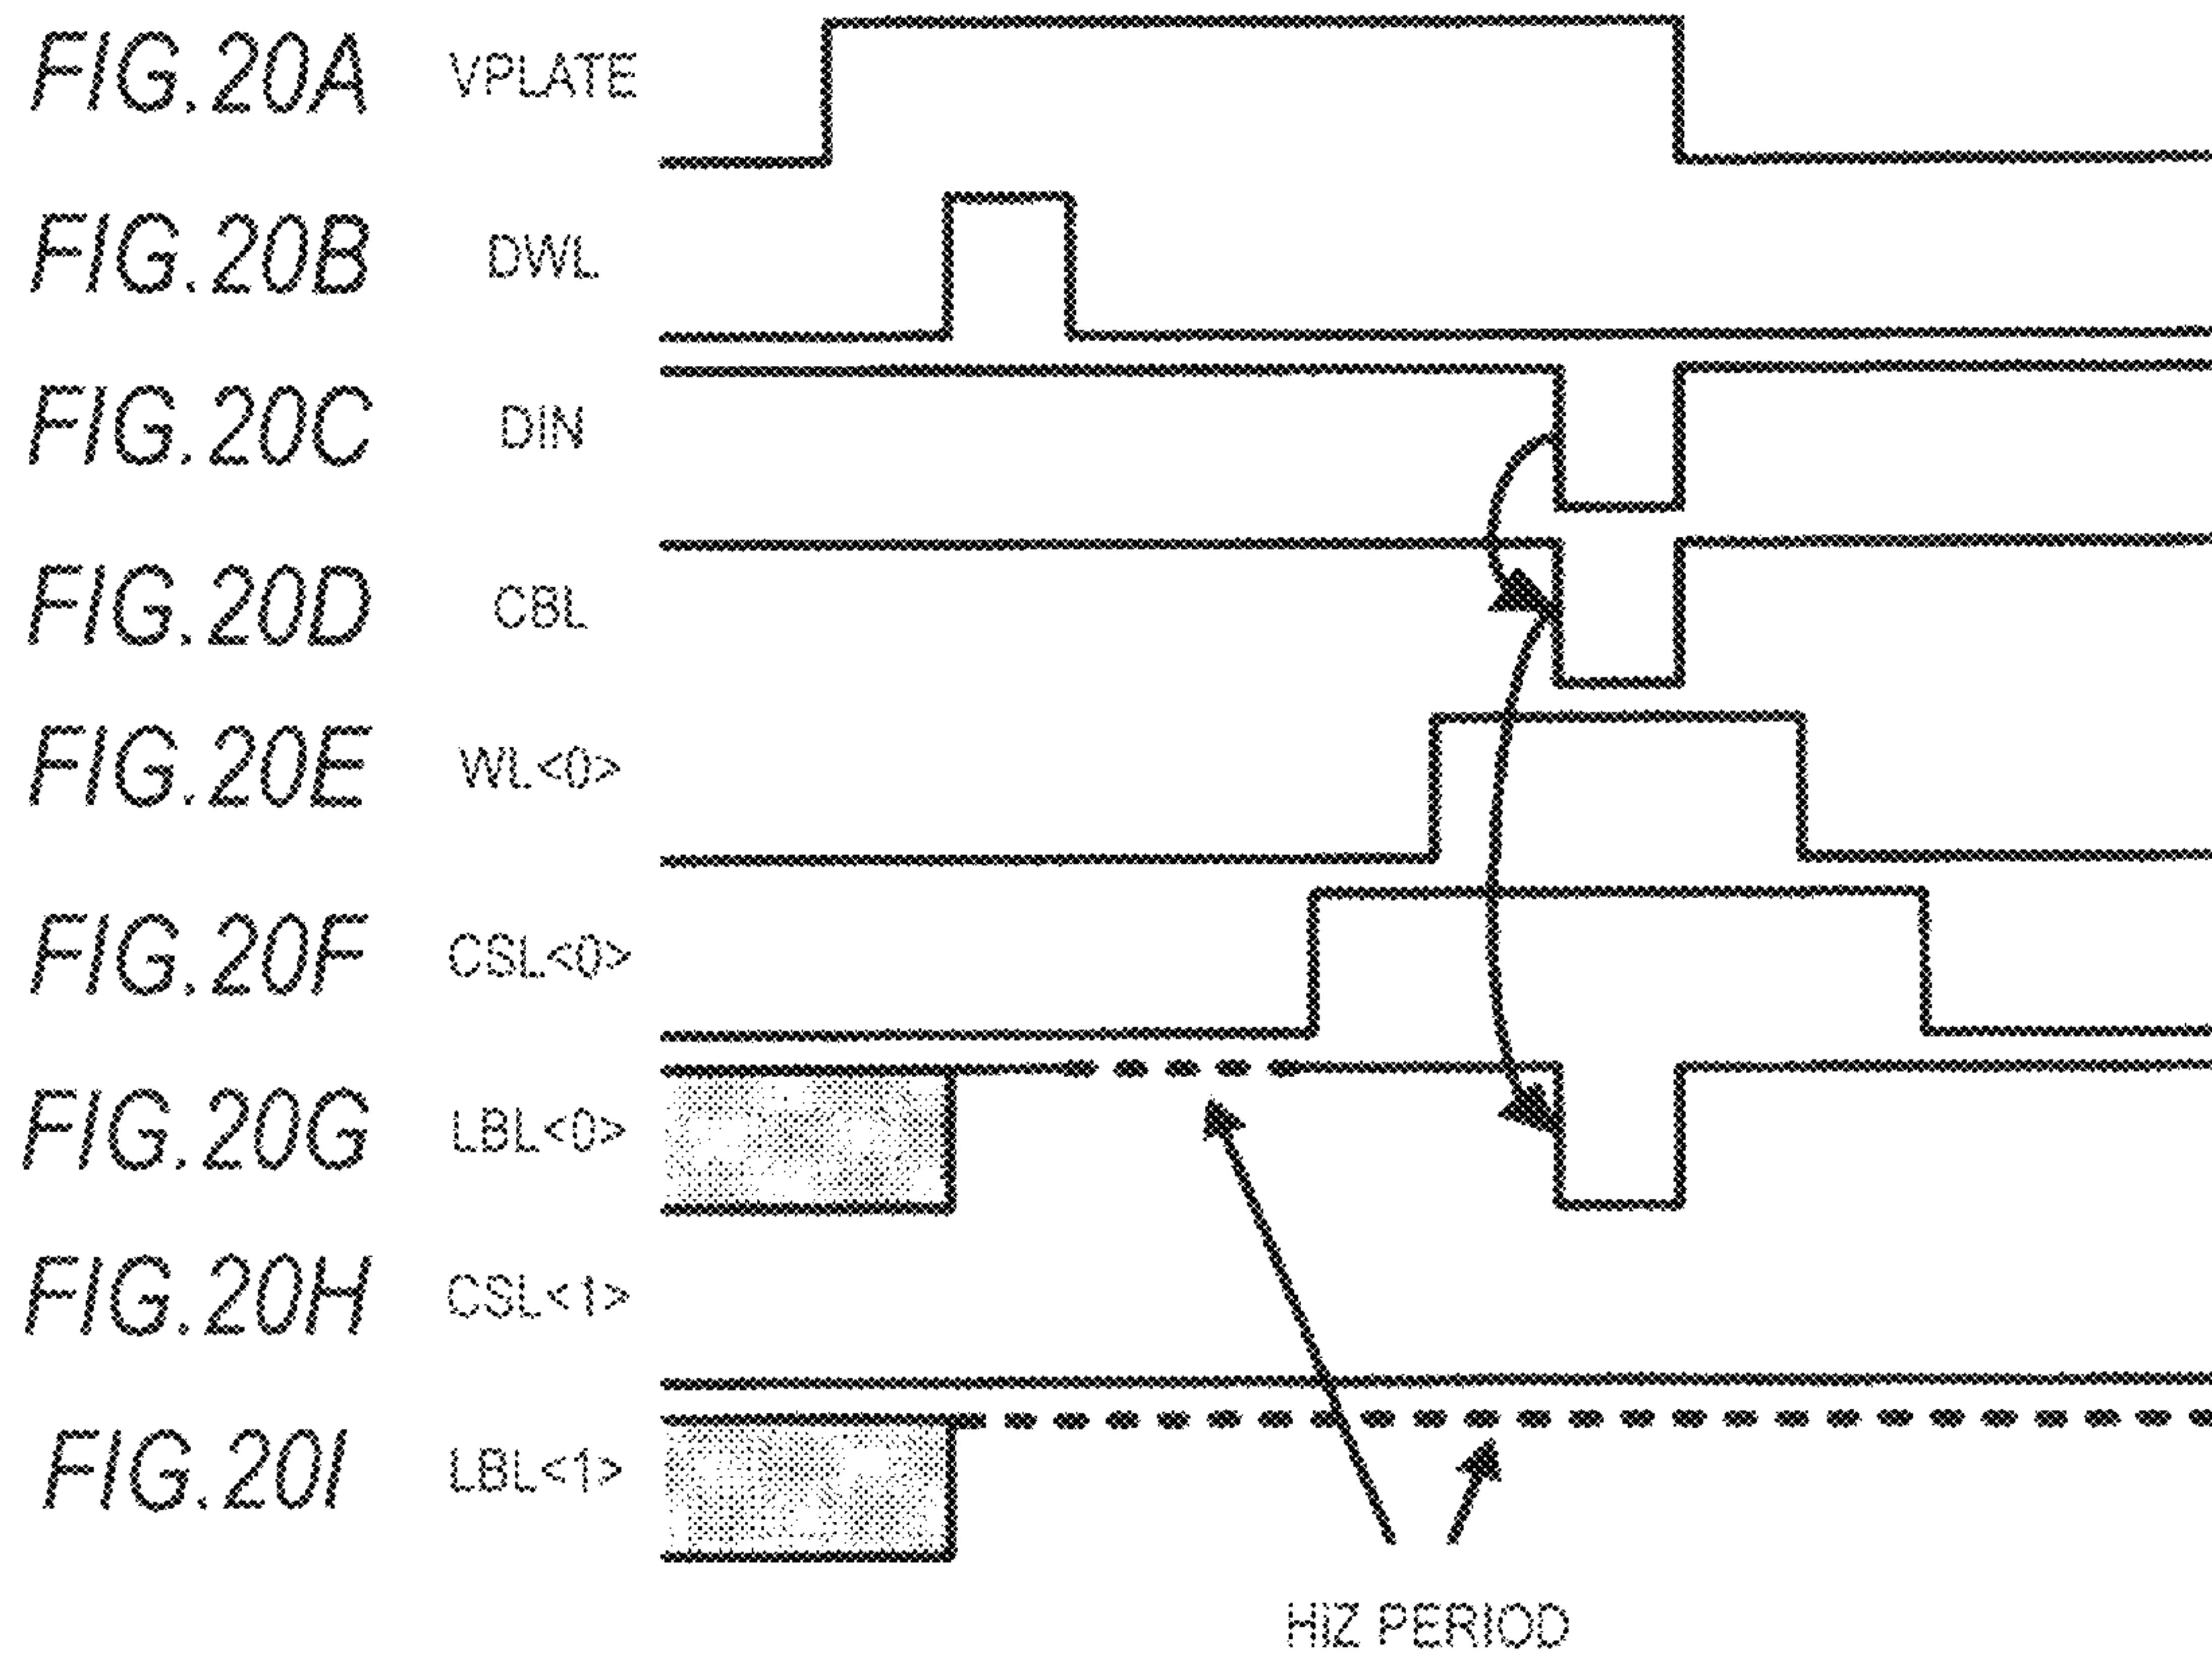 FIG.20A VPLATE
FIG.20B DWL
FIG.20C DIN
FIG.20D CBL
FIG.20E WL<0>
FIG.20F CSL<0>
FIG.20G LBL<0>
FIG.20H CSL<1>
FIG.20I LBL<1>
HiZ PERIOD